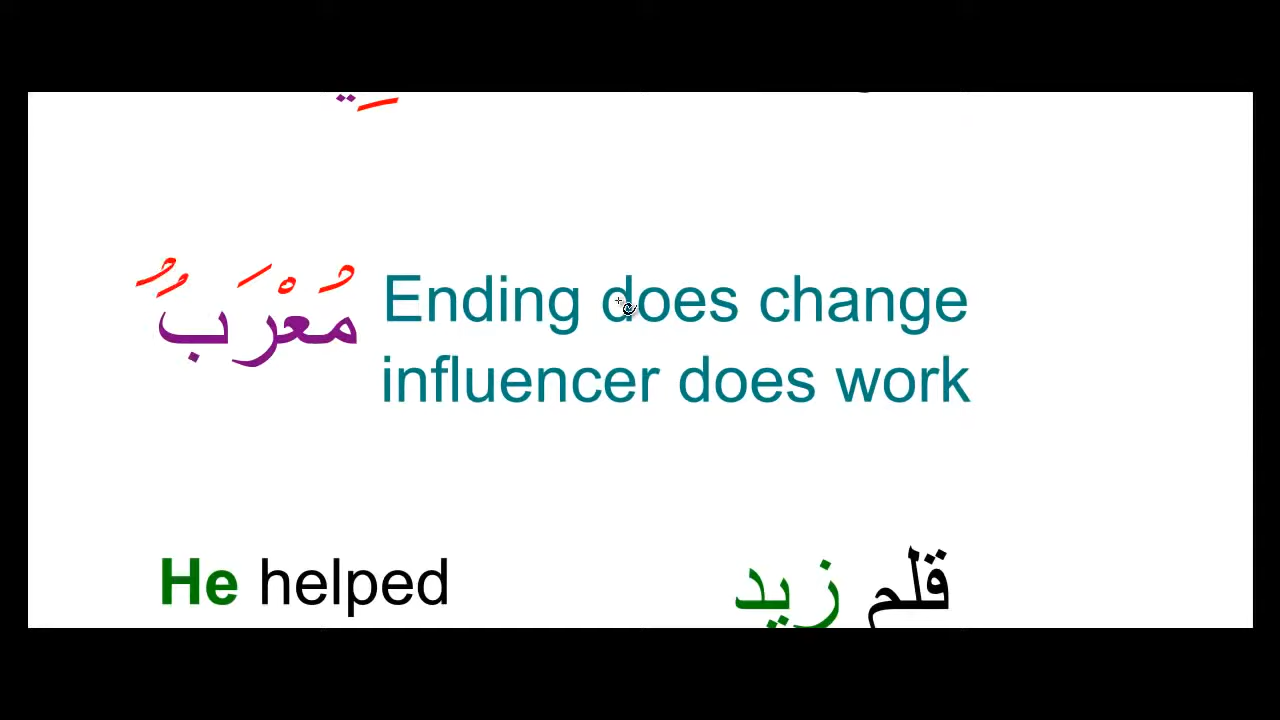 مُعْرَبٌ Ending does change
influencer does work
He helped قلم زيد